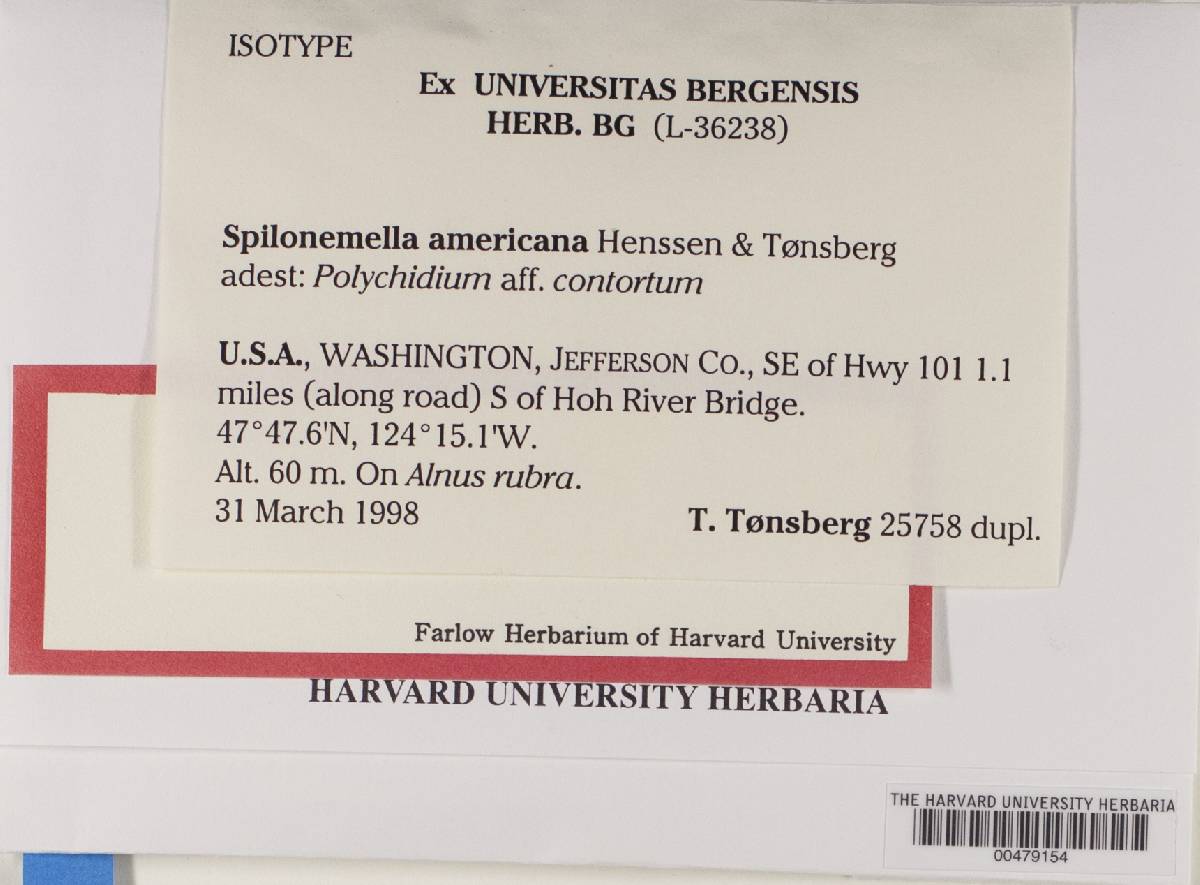 ISOTYPE
Ex UNIVERSITAS BERGENSIS
HERB. BG (L-36238)
Spilonemella americana Henssen & Tønsberg
adest: Polychidium aff. contortum
U.S.A., WASHINGTON, JEFFERSON CO., SE of Hwy 101 1.1
miles (along road) S of Hoh River Bridge.
47°47.6'N, 124°15.1'W.
Alt. 60 m. On Alnus rubra.
31 March 1998
T. Tønsberg 25758 dupl.
Farlow Herbarium of Harvard University
HARVARD UNIVERSITY HERBARIA
THE HARVARD UNIVERSITY HERBARIA
00479154